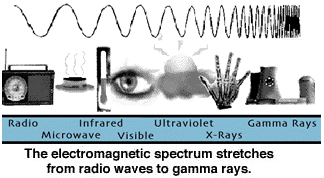 Radio Infrared Ultraviolet Gamma Rays
Microwave Visible X-Rays
The electromagnetic spectrum stretches
from radio waves to gamma rays.